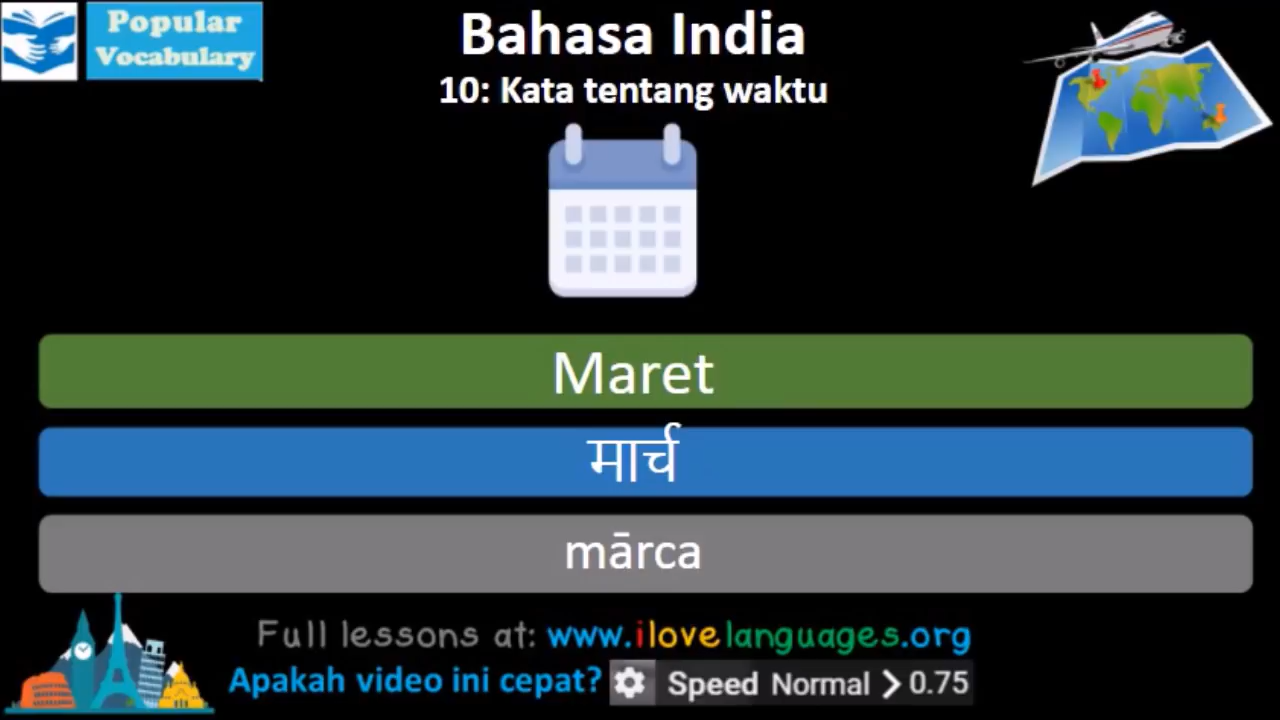 Popular
Vocabulary
Bahasa India
10: Kata tentang waktu
Maret
मार्च
mārca
Full lessons at: www.ilovelanguages.org
Apakah video ini cepat? Speed Normal > 0.75